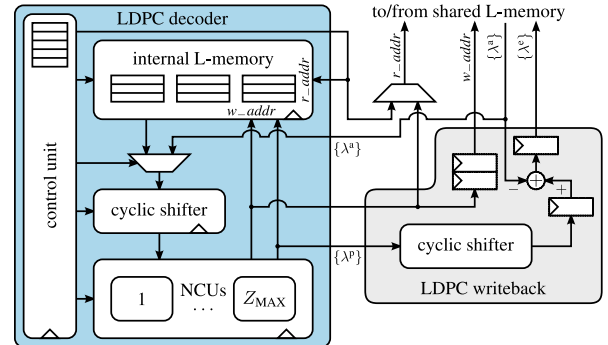 LDPC decoder
to/from shared L-memory
internal L-memory
r_addr
w_addr
r_addr
w_addr
{λᵃ}
{λᵉ}
{λᵃ}
control unit
cyclic shifter
− +
{λᵖ}
cyclic shifter
1 NCUs ... Z_MAX
LDPC writeback